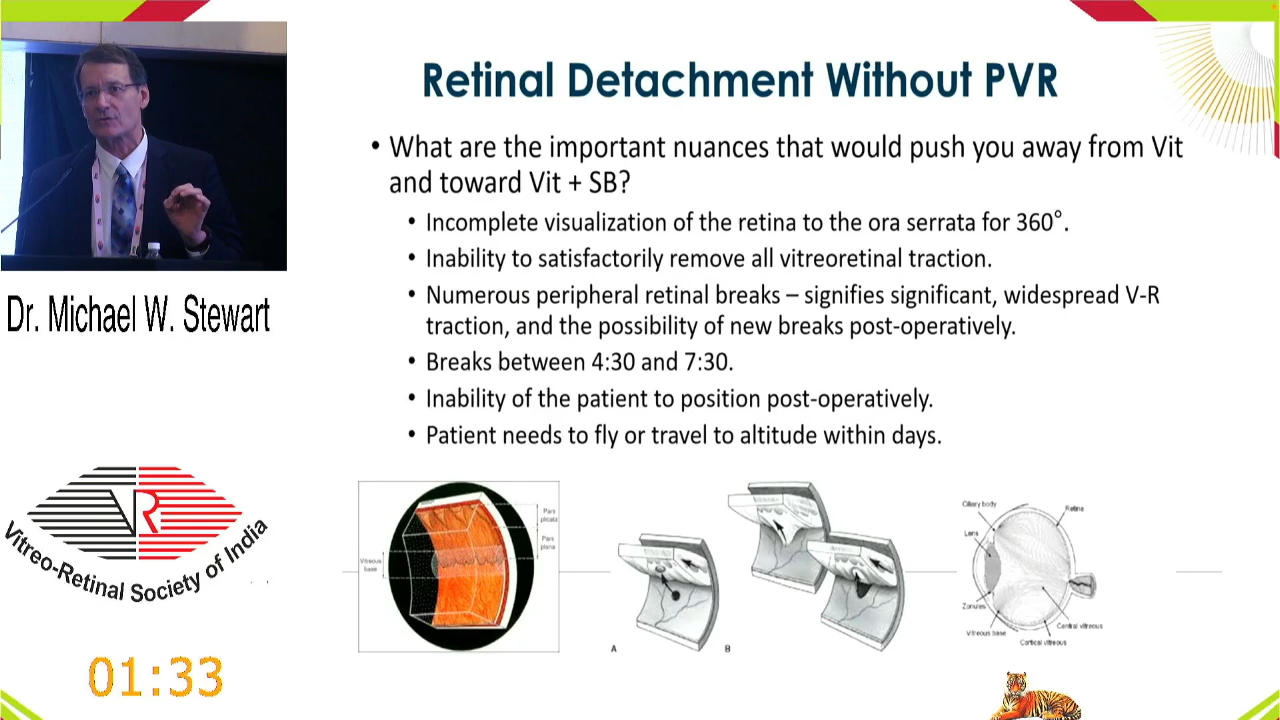 Retinal Detachment Without PVR
• What are the important nuances that would push you away from Vit
and toward Vit + SB?
• Incomplete visualization of the retina to the ora serrata for 360°.
• Inability to satisfactorily remove all vitreoretinal traction.
• Numerous peripheral retinal breaks – signifies significant, widespread V-R
traction, and the possibility of new breaks post-operatively.
• Breaks between 4:30 and 7:30.
• Inability of the patient to position post-operatively.
• Patient needs to fly or travel to altitude within days.
Dr. Michael W. Stewart
VR
Vitreo-Retinal Society of India
01:33
Pars
plicata
Pars
plana
Vitreous
base
A
B
Ciliary body
Retina
Lens
Zonules
Vitreous base
Cortical vitreous
Central vitreous